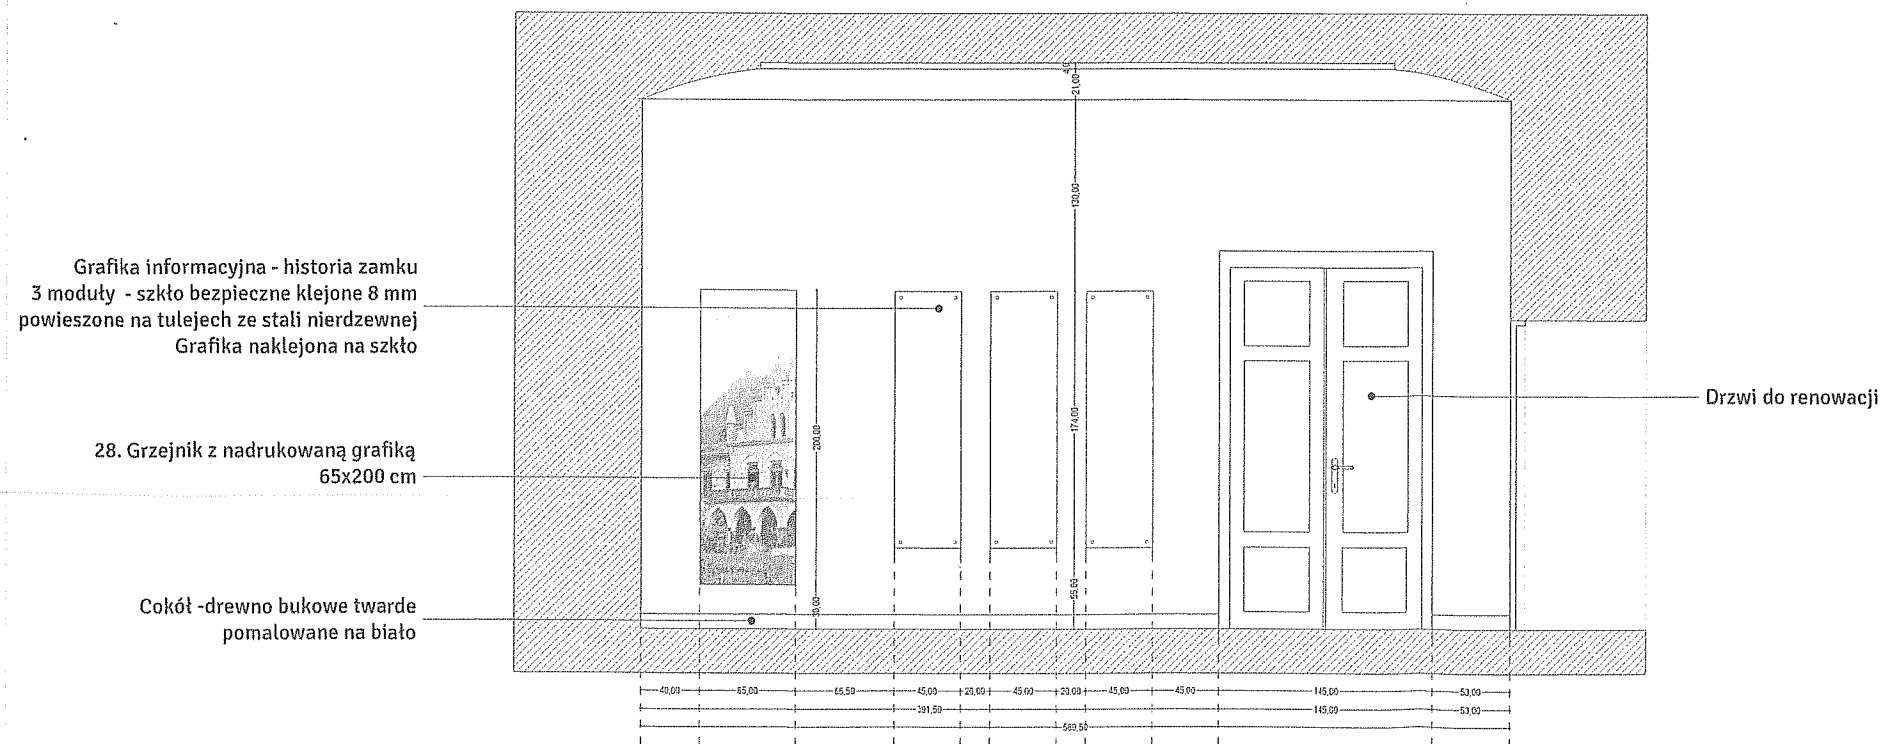 4,0
21,00
130,00
Grafika informacyjna - historia zamku
3 moduły - szkło bezpieczne klejone 8 mm
powieszone na tulejech ze stali nierdzewnej
Grafika naklejona na szkło
Drzwi do renowacji
174,00
200,00
28. Grzejnik z nadrukowaną grafiką
65x200 cm
56,00
30,00
Cokół -drewno bukowe twarde
pomalowane na biało
40,00 65,00 66,50 45,00 20,00 45,00 20,00 45,00 45,00 145,00 53,00
391,50 145,00 53,00
589,50